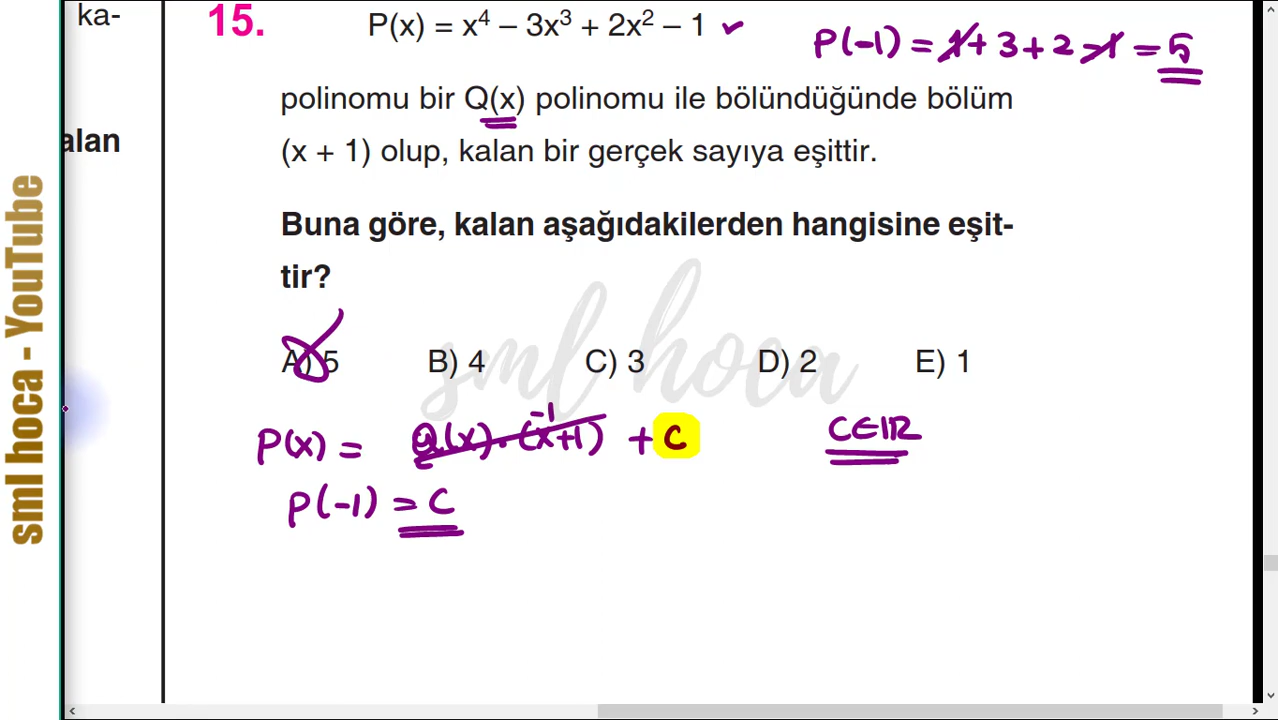 ka-
alan
sml hoca - YouTube
15.
P(x) = x⁴ – 3x³ + 2x² – 1
P(-1) = 1 + 3 + 2 - 1 = 5
polinomu bir Q(x) polinomu ile bölündüğünde bölüm
(x + 1) olup, kalan bir gerçek sayıya eşittir.
Buna göre, kalan aşağıdakilerden hangisine eşit-
tir?
A) 5 B) 4 C) 3 D) 2 E) 1
sml hoca
-1
P(x) = Q(x) . (x+1) + C C∈IR
P(-1) = C